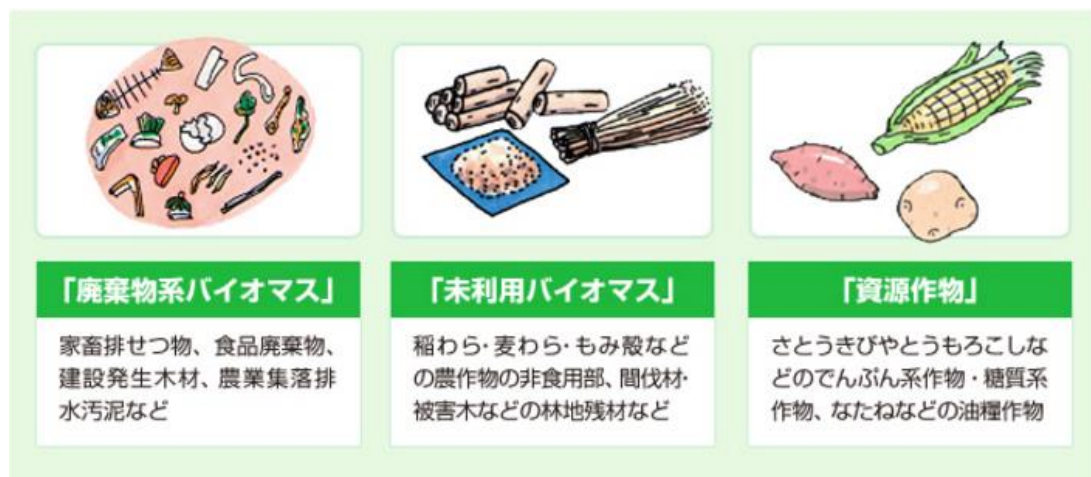 「廃棄物系バイオマス」
家畜排せつ物、食品廃棄物、
建設発生木材、農業集落排
水汚泥など
「未利用バイオマス」
稲わら・麦わら・もみ殻など
の農作物の非食用部、間伐材・
被害木などの林地残材など
「資源作物」
さとうきびやとうもろこしな
どのでんぷん系作物・糖質系
作物、なたねなどの油糧作物